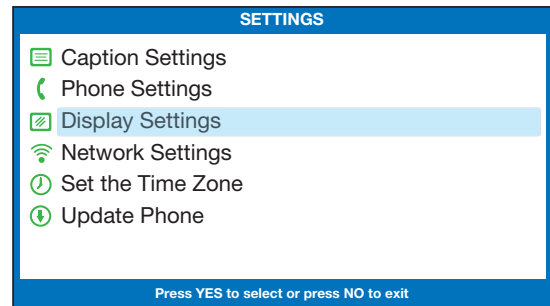 SETTINGS
Caption Settings
Phone Settings
Display Settings
Network Settings
Set the Time Zone
Update Phone
Press YES to select or press NO to exit